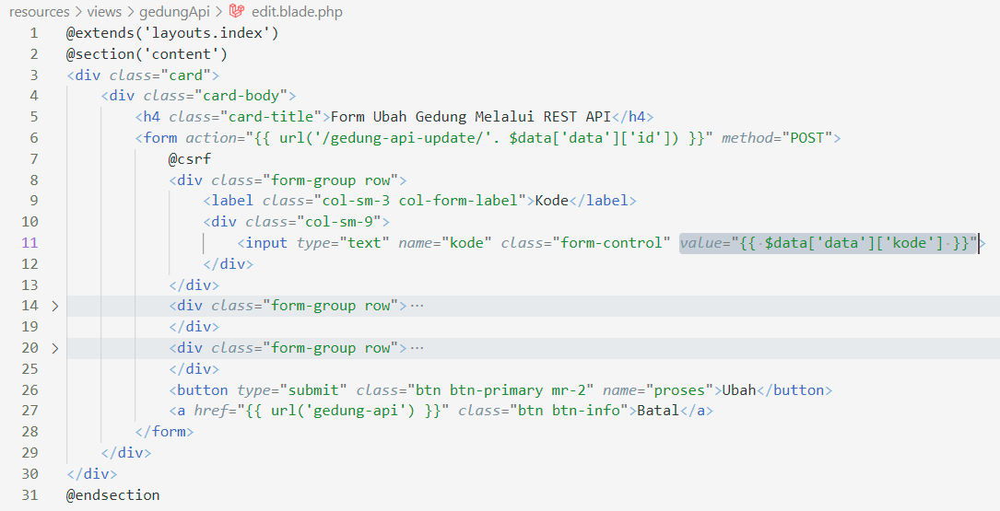 resources > views > gedungApi > edit.blade.php
1 @extends('layouts.index')
2 @section('content')
3 <div class="card">
4     <div class="card-body">
5         <h4 class="card-title">Form Ubah Gedung Melalui REST API</h4>
6         <form action="{{ url('/gedung-api-update/'. $data['data']['id']) }}" method="POST">
7             @csrf
8             <div class="form-group row">
9                 <label class="col-sm-3 col-form-label">Kode</label>
10                 <div class="col-sm-9">
11                     <input type="text" name="kode" class="form-control" value="{{ $data['data']['kode'] }}">
12                 </div>
13             </div>
14 >             <div class="form-group row">…
19             </div>
20 >             <div class="form-group row">…
25             </div>
26             <button type="submit" class="btn btn-primary mr-2" name="proses">Ubah</button>
27             <a href="{{ url('gedung-api') }}" class="btn btn-info">Batal</a>
28         </form>
29     </div>
30 </div>
31 @endsection